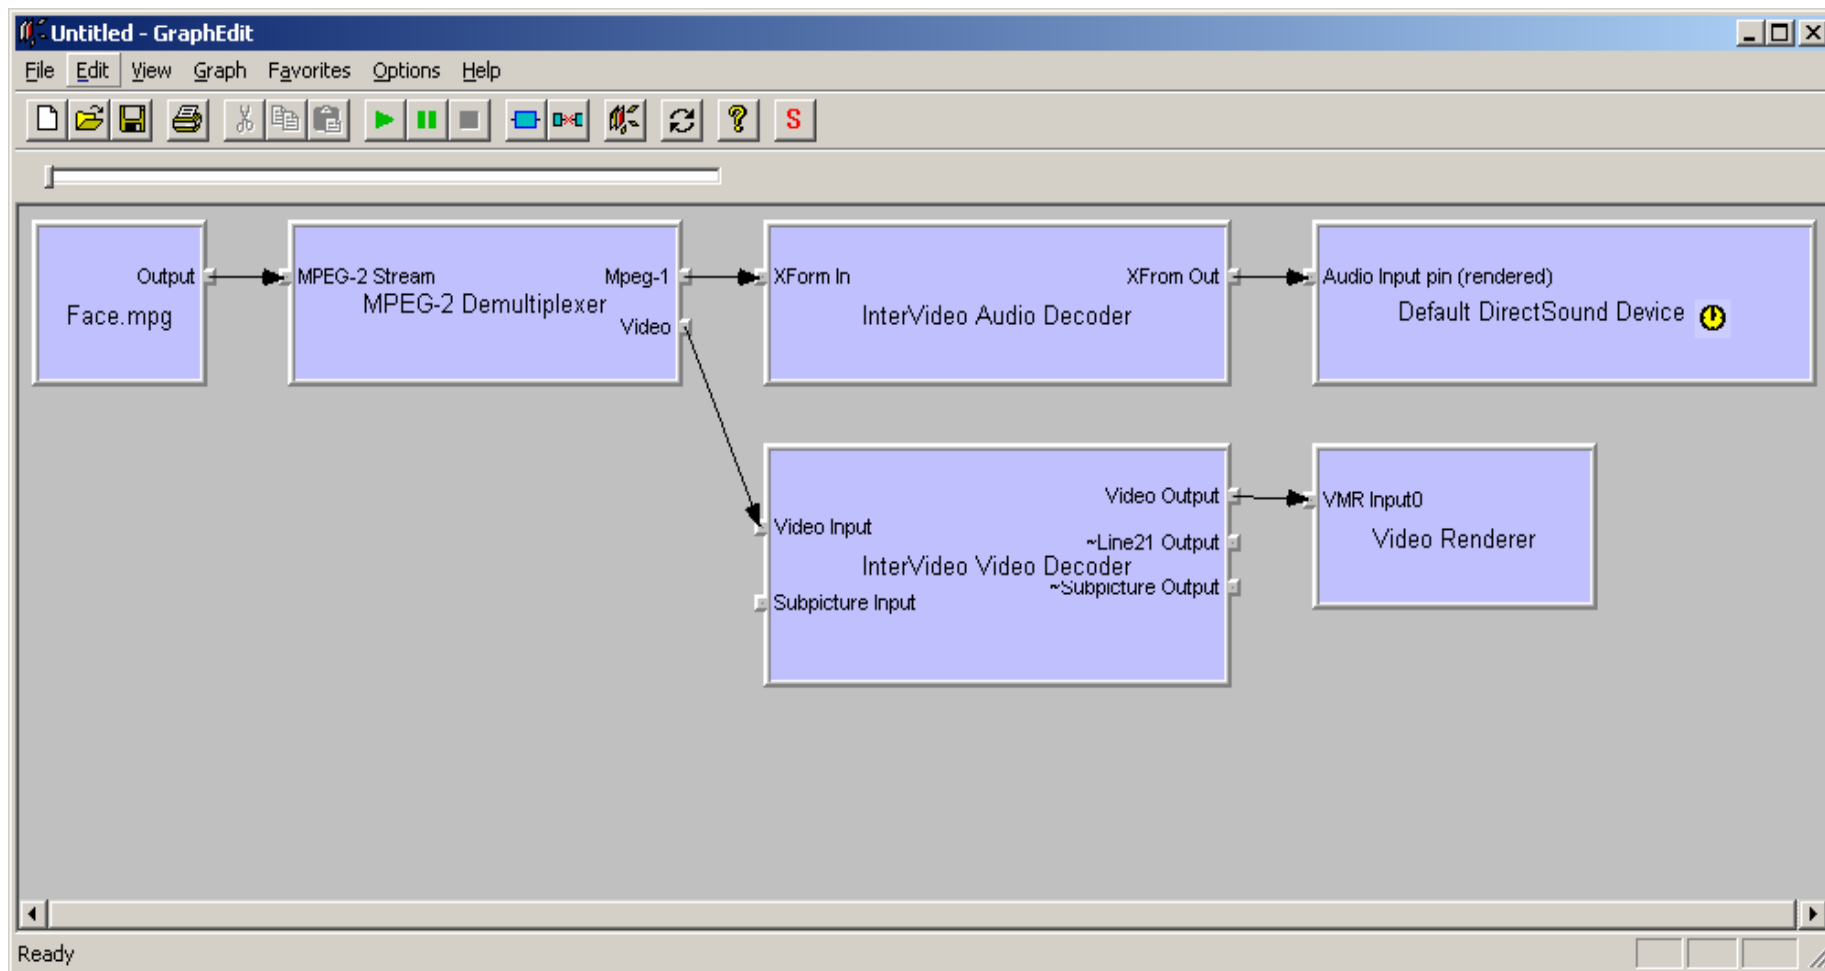 Untitled - GraphEdit
File Edit View Graph Favorites Options Help
S
Output
Face.mpg
MPEG-2 Stream
Mpeg-1
MPEG-2 Demultiplexer
Video
XForm In
XFrom Out
InterVideo Audio Decoder
Audio Input pin (rendered)
Default DirectSound Device
Video Output
Video Input
~Line21 Output
InterVideo Video Decoder
~Subpicture Output
Subpicture Input
VMR Input0
Video Renderer
Ready